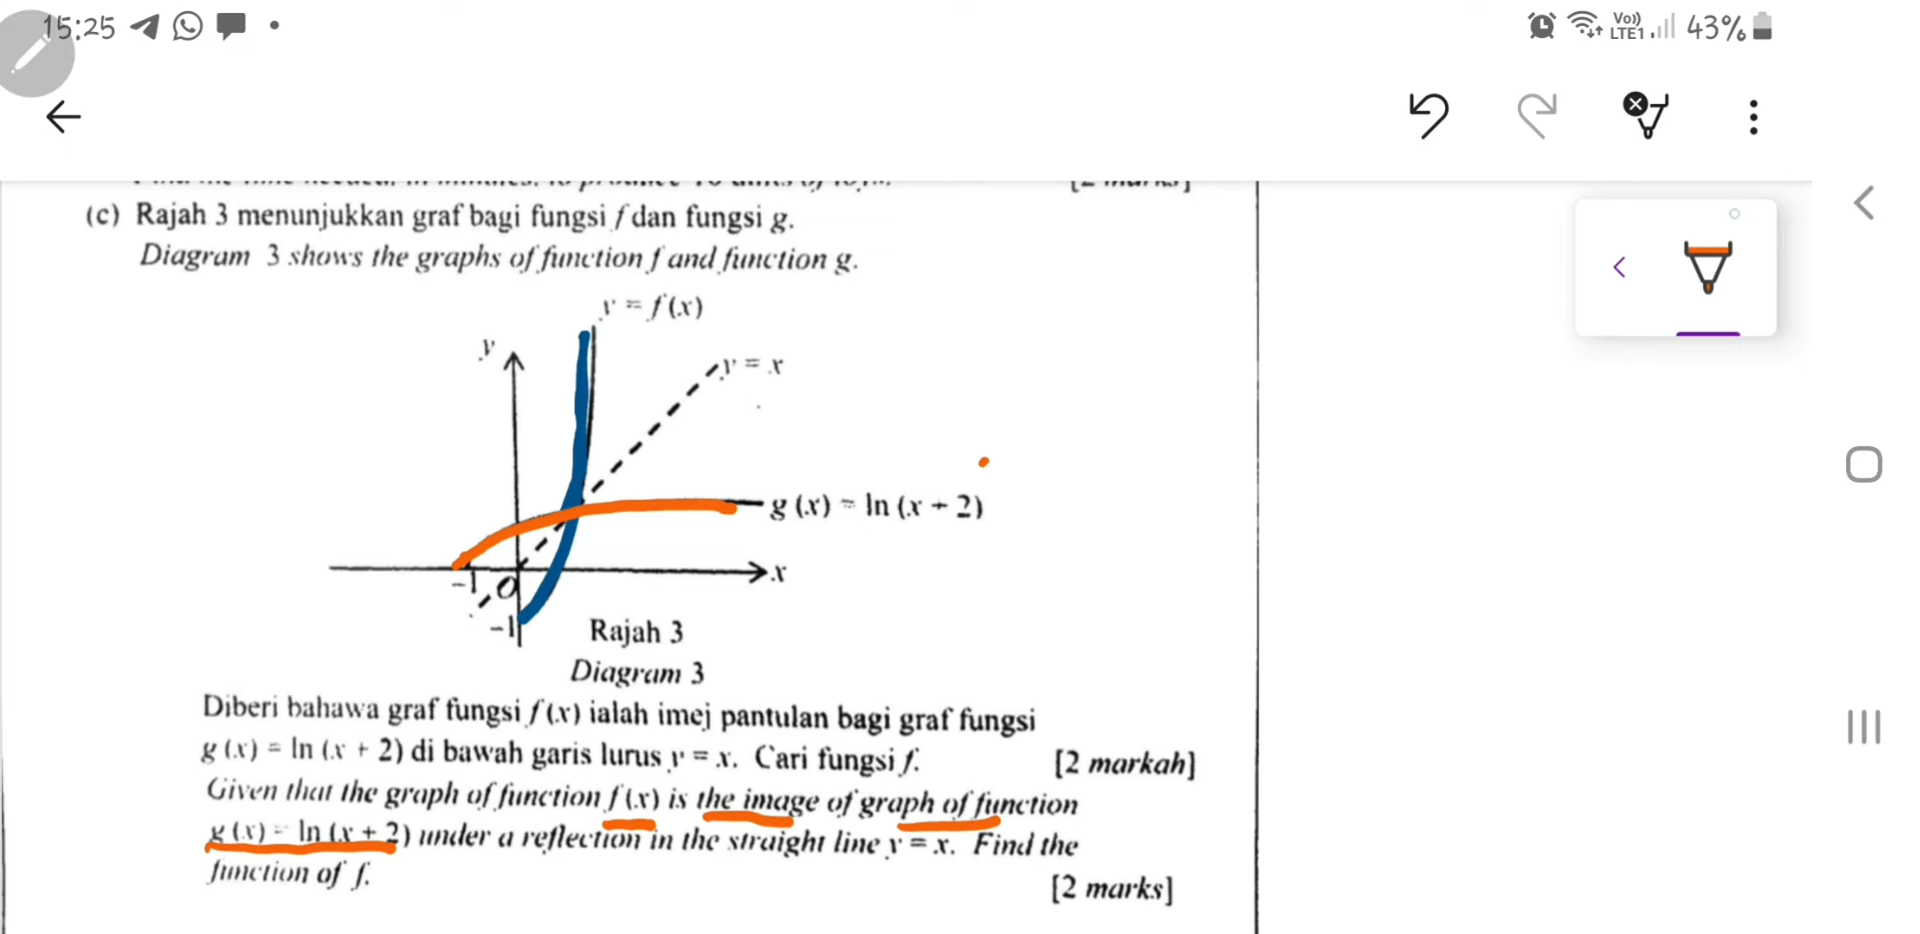 15:25
Vo)) LTE1 43%
(c) Rajah 3 menunjukkan graf bagi fungsi f dan fungsi g.
Diagram 3 shows the graphs of function f and function g.
y = f(x)
y
y = x
g (x) = ln (x + 2)
x
-1 O
-1
Rajah 3
Diagram 3
Diberi bahawa graf fungsi f (x) ialah imej pantulan bagi graf fungsi
g (x) = ln (x + 2) di bawah garis lurus y = x. Cari fungsi f. [2 markah]
Given that the graph of function f (x) is the image of graph of function
g (x) = ln (x + 2) under a reflection in the straight line y = x. Find the
function of f. [2 marks]